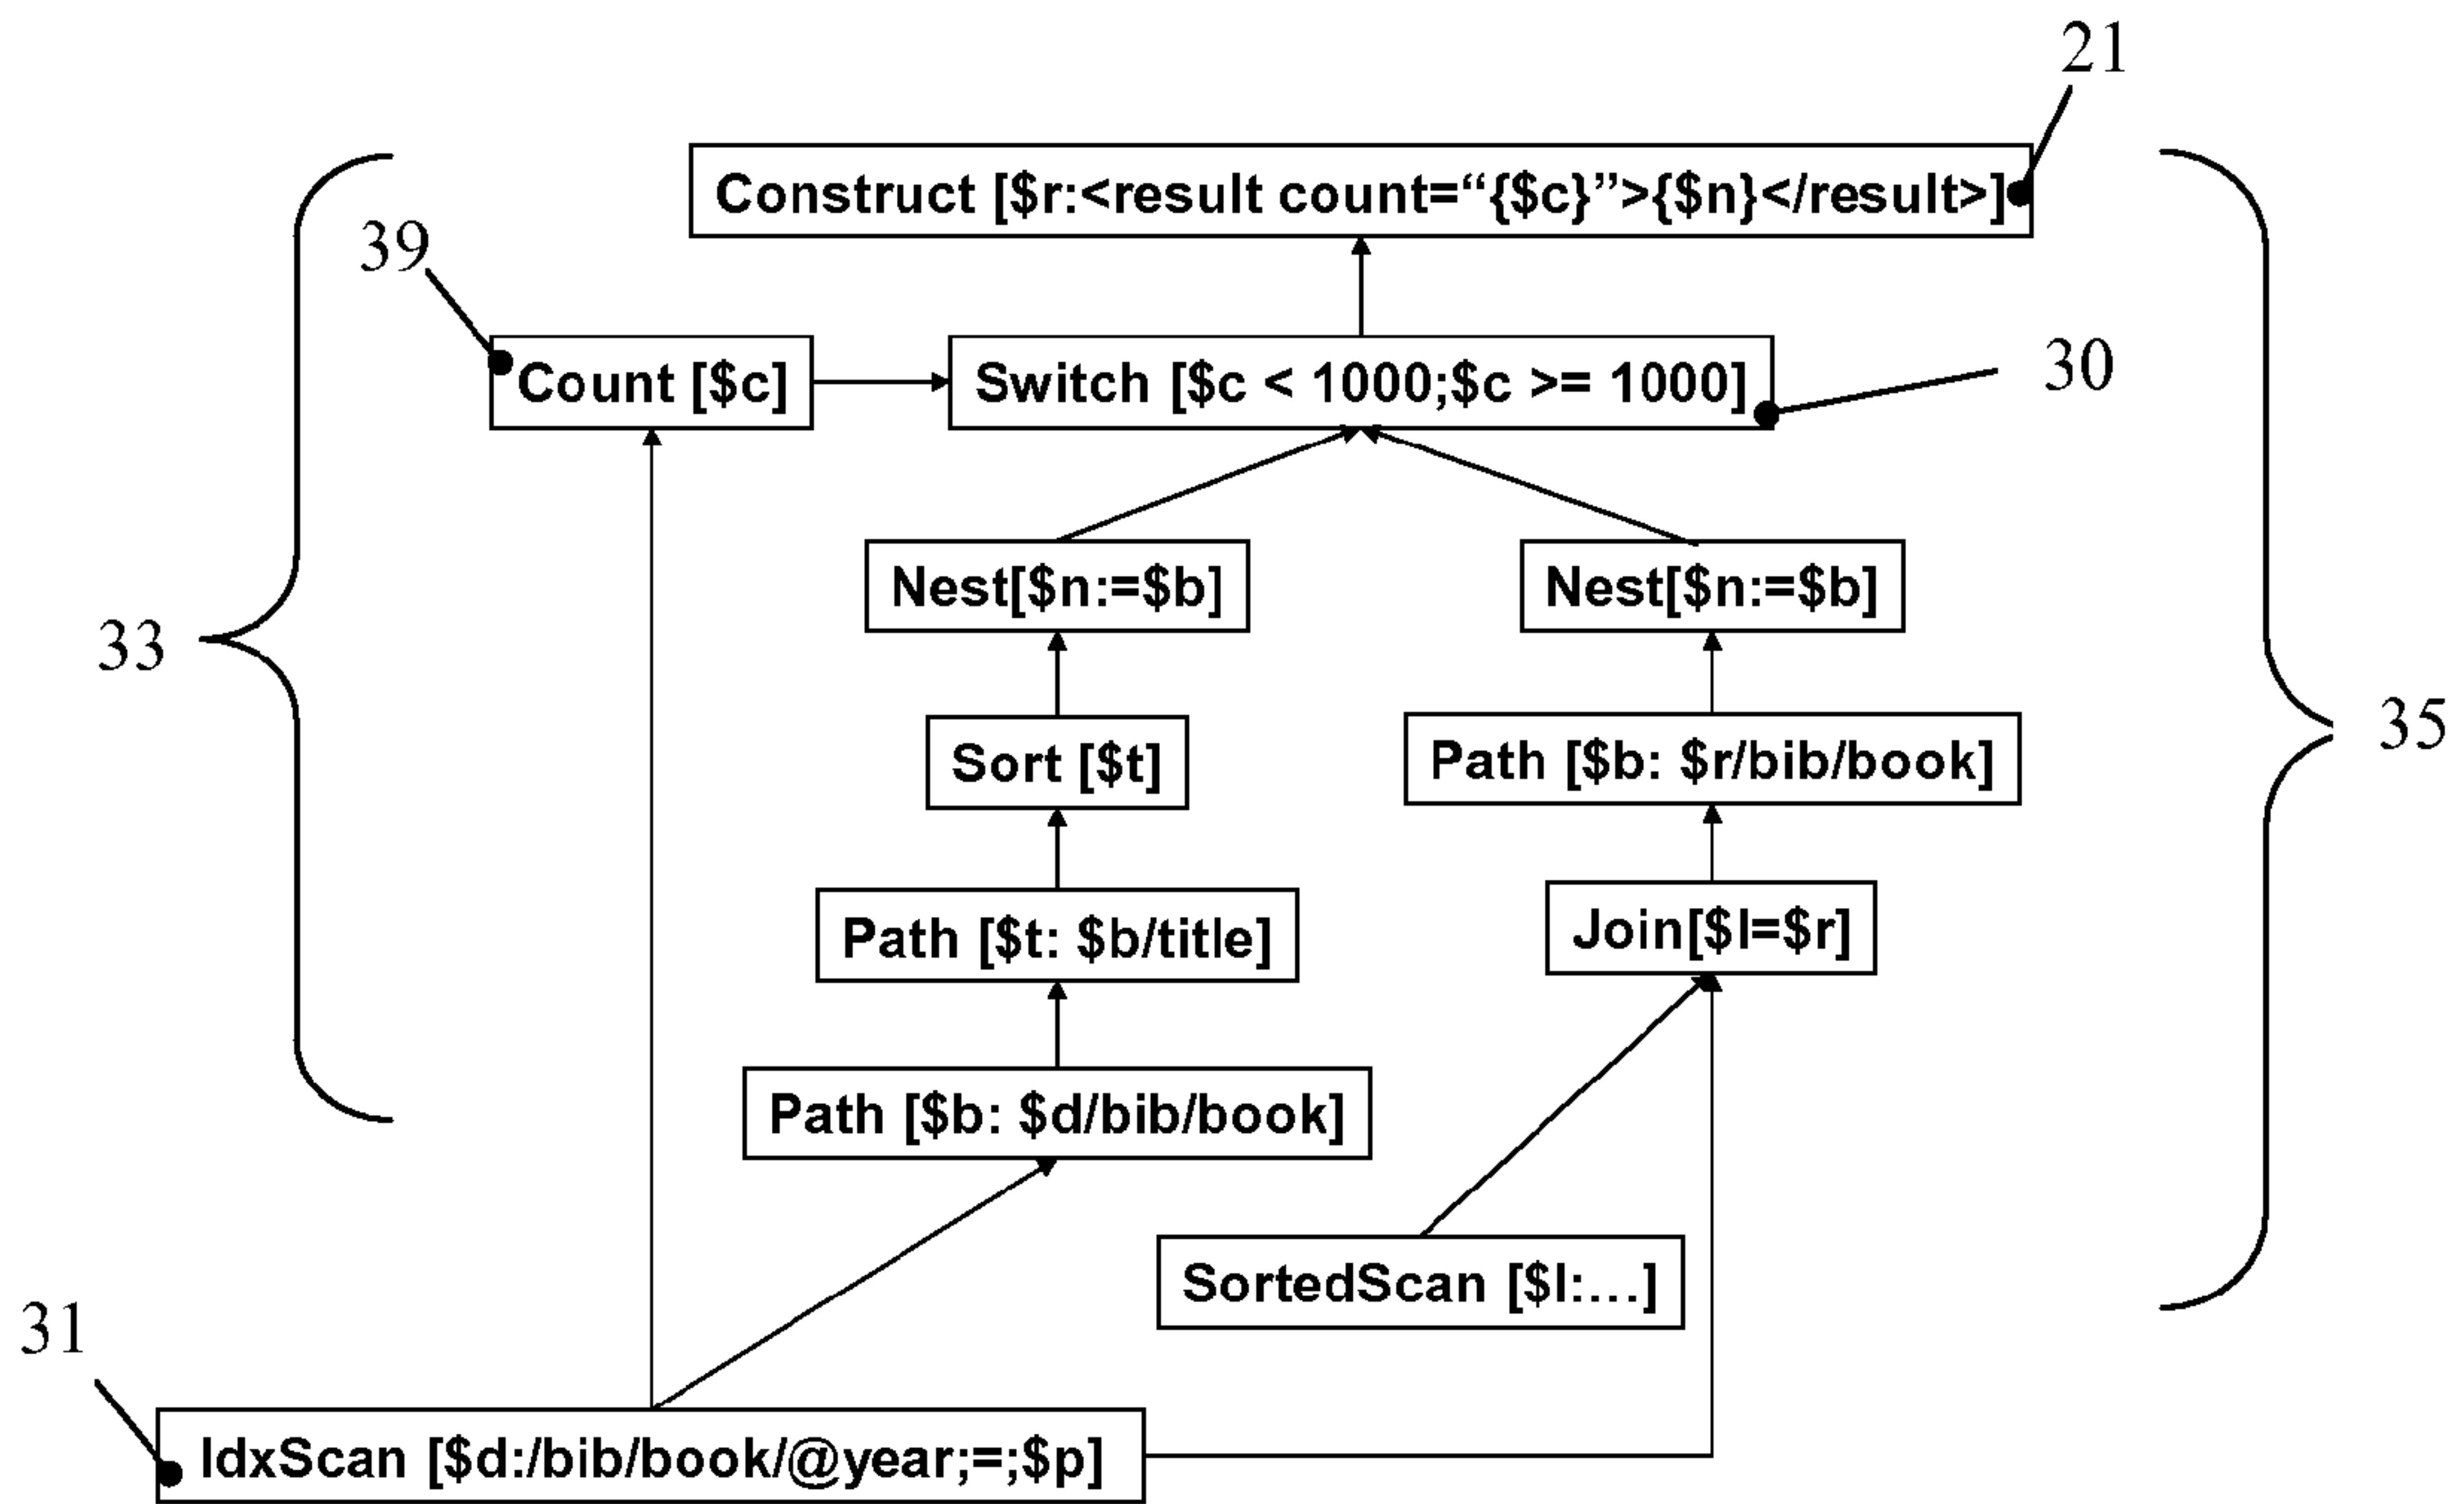 21
Construct [$r:<result count=“{$c}”>{$n}</result>]
39
Count [$c]
Switch [$c < 1000;$c >= 1000]
30
Nest[$n:=$b]
Nest[$n:=$b]
33
Sort [$t]
Path [$b: $r/bib/book]
35
Path [$t: $b/title]
Join[$l=$r]
Path [$b: $d/bib/book]
SortedScan [$l:...]
31
IdxScan [$d:/bib/book/@year;=;$p]